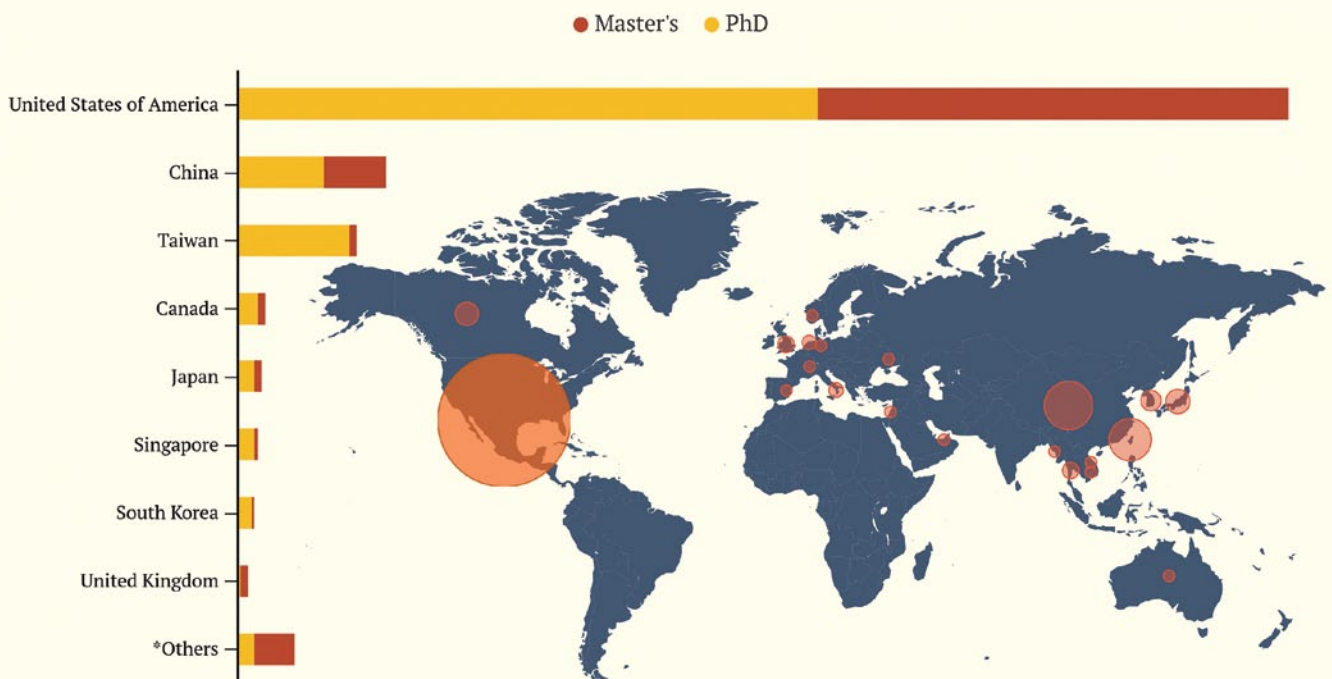 Master's PhD
United States of America
China
Taiwan
Canada
Japan
Singapore
South Korea
United Kingdom
*Others